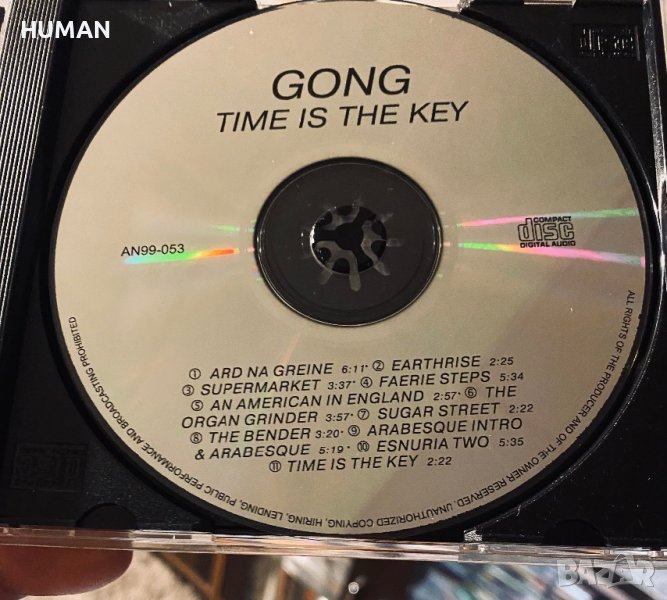 HUMAN
GONG
TIME IS THE KEY
AN99-053
COMPACT
disc
DIGITAL AUDIO
① ARD NA GREINE 6:11 · ② EARTHRISE 2:25
③ SUPERMARKET 3:37 · ④ FAERIE STEPS 5:34
⑤ AN AMERICAN IN ENGLAND 2:57 · ⑥ THE
ORGAN GRINDER 3:57 · ⑦ SUGAR STREET 2:22
⑧ THE BENDER 3:20 · ⑨ ARABESQUE INTRO
& ARABESQUE 5:19 · ⑩ ESNURIA TWO 5:35
⑪ TIME IS THE KEY 2:22
ALL RIGHTS OF THE PRODUCER AND OF THE OWNER RESERVED. UNAUTHORIZED COPYING, HIRING, LENDING, PUBLIC PERFORMANCE AND BROADCASTING PROHIBITED
BAZAR